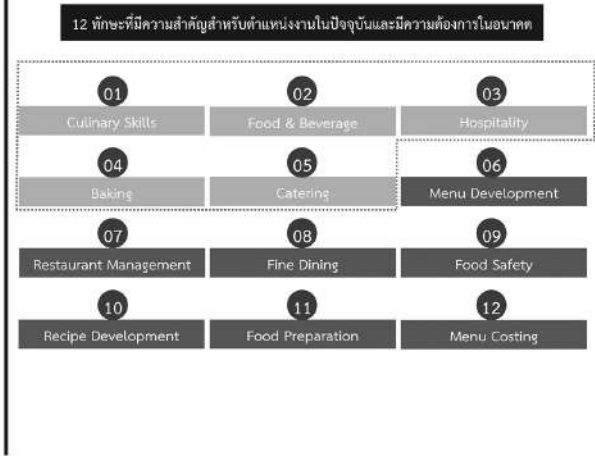 12 ทักษะที่มีความสำคัญสำหรับตำแหน่งงานในปัจจุบันและมีความต้องการในอนาคต
01 02 03
Culinary Skills Food & Beverage Hospitality
04 05 06
Baking Catering Menu Development
07 08 09
Restaurant Management Fine Dining Food Safety
10 11 12
Recipe Development Food Preparation Menu Costing